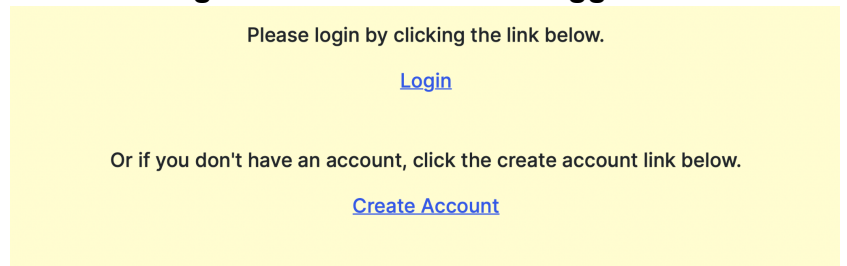 Please login by clicking the link below.
Login
Or if you don't have an account, click the create account link below.
Create Account